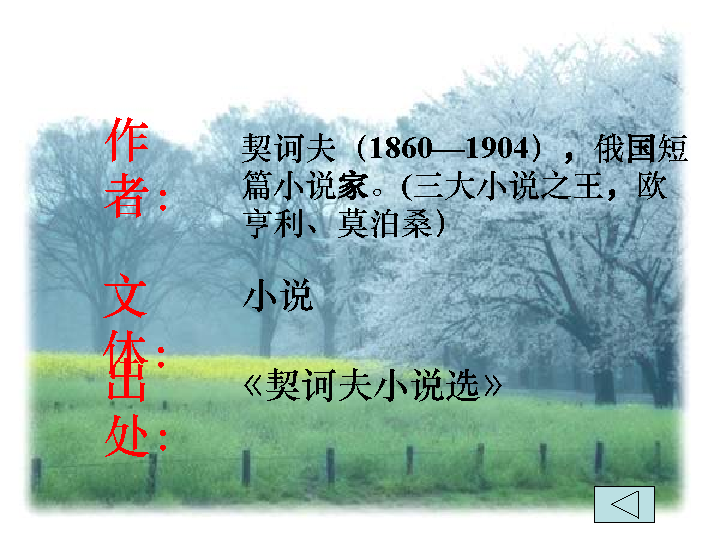 作
者：
契诃夫（1860—1904），俄国短
篇小说家。(三大小说之王，欧
亨利、莫泊桑）
文
体：
小说
出
处：
《契诃夫小说选》